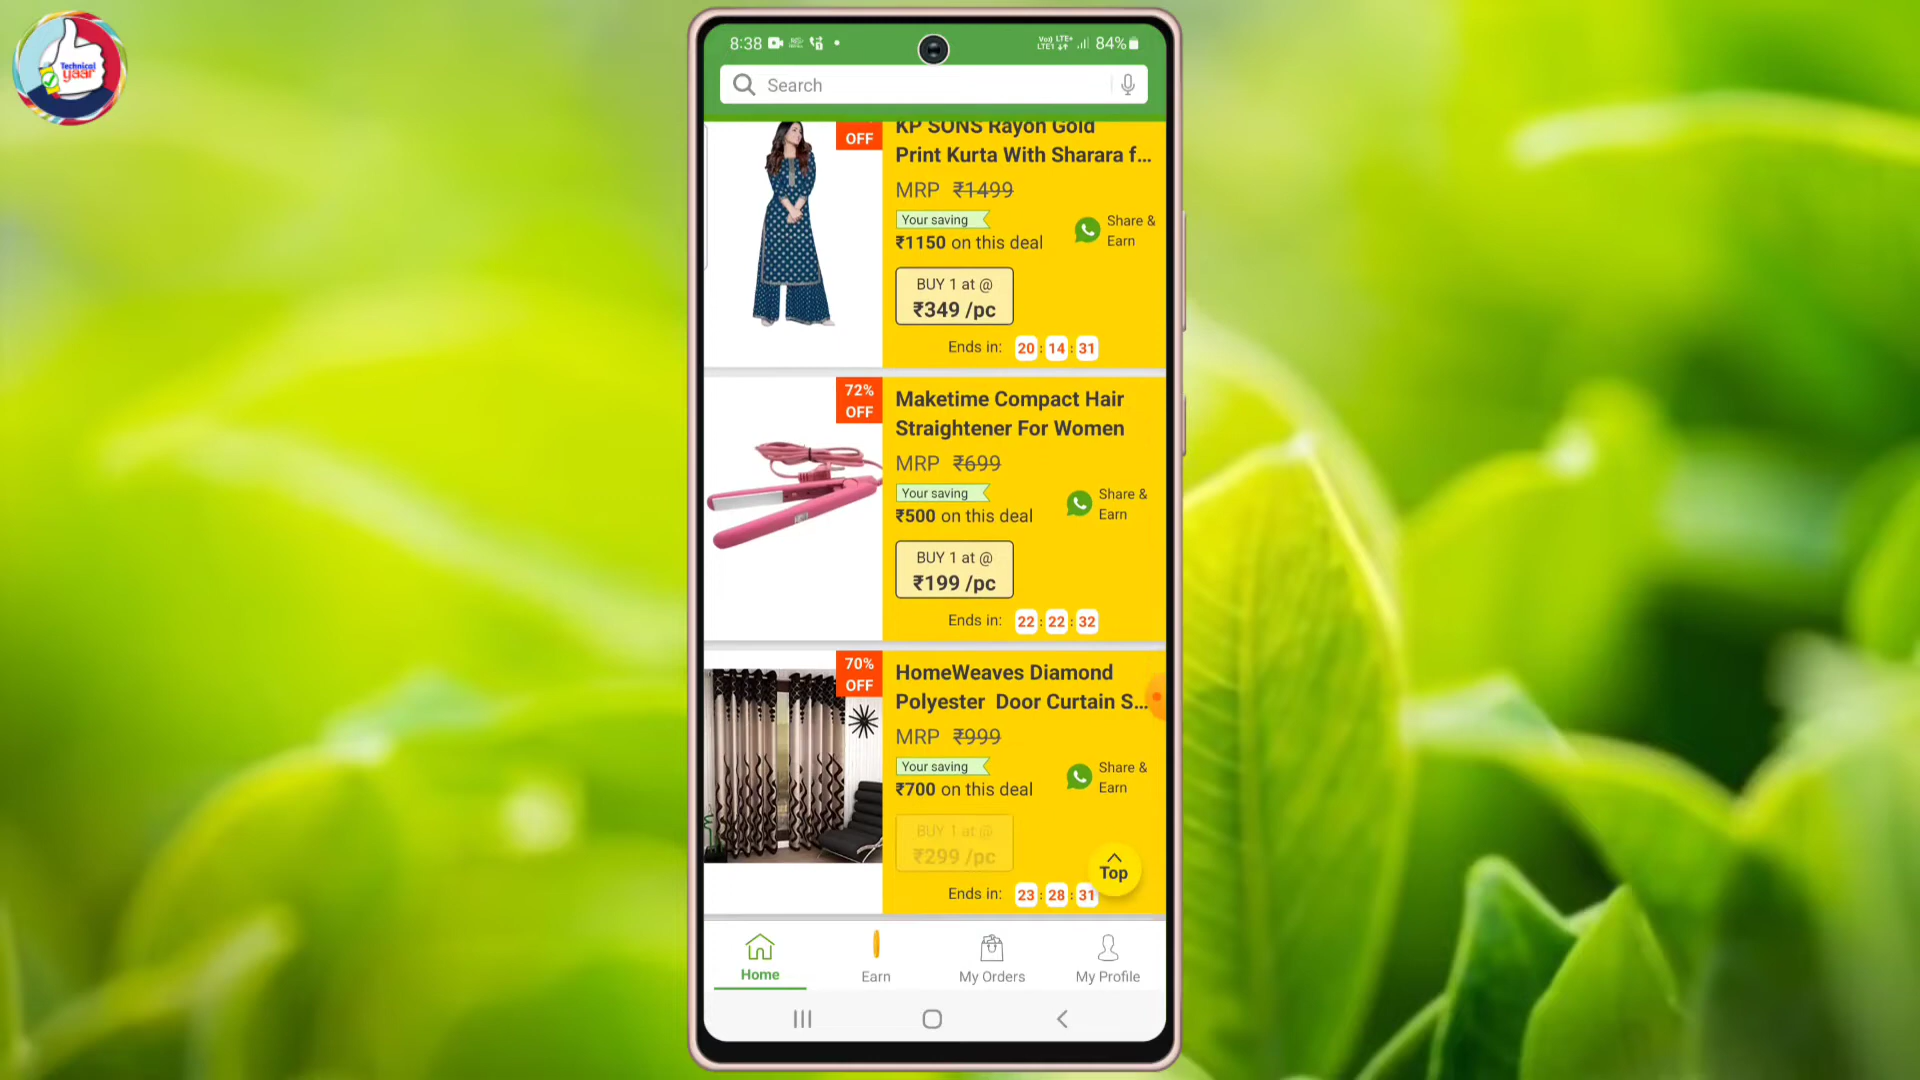 Technical
yaar
8:38
84%
Search
OFF
KP SONS Rayon Gold
Print Kurta With Sharara f...
MRP ₹1499
Your saving
₹1150 on this deal
Share &
Earn
BUY 1 at @
₹349 /pc
Ends in: 20 : 14 : 31
72%
OFF
Maketime Compact Hair
Straightener For Women
MRP ₹699
Your saving
₹500 on this deal
Share &
Earn
BUY 1 at @
₹199 /pc
Ends in: 22 : 22 : 32
70%
OFF
HomeWeaves Diamond
Polyester Door Curtain S...
MRP ₹999
Your saving
₹700 on this deal
Share &
Earn
BUY 1 at @
₹299 /pc
Top
Ends in: 23 : 28 : 31
Home
Earn
My Orders
My Profile